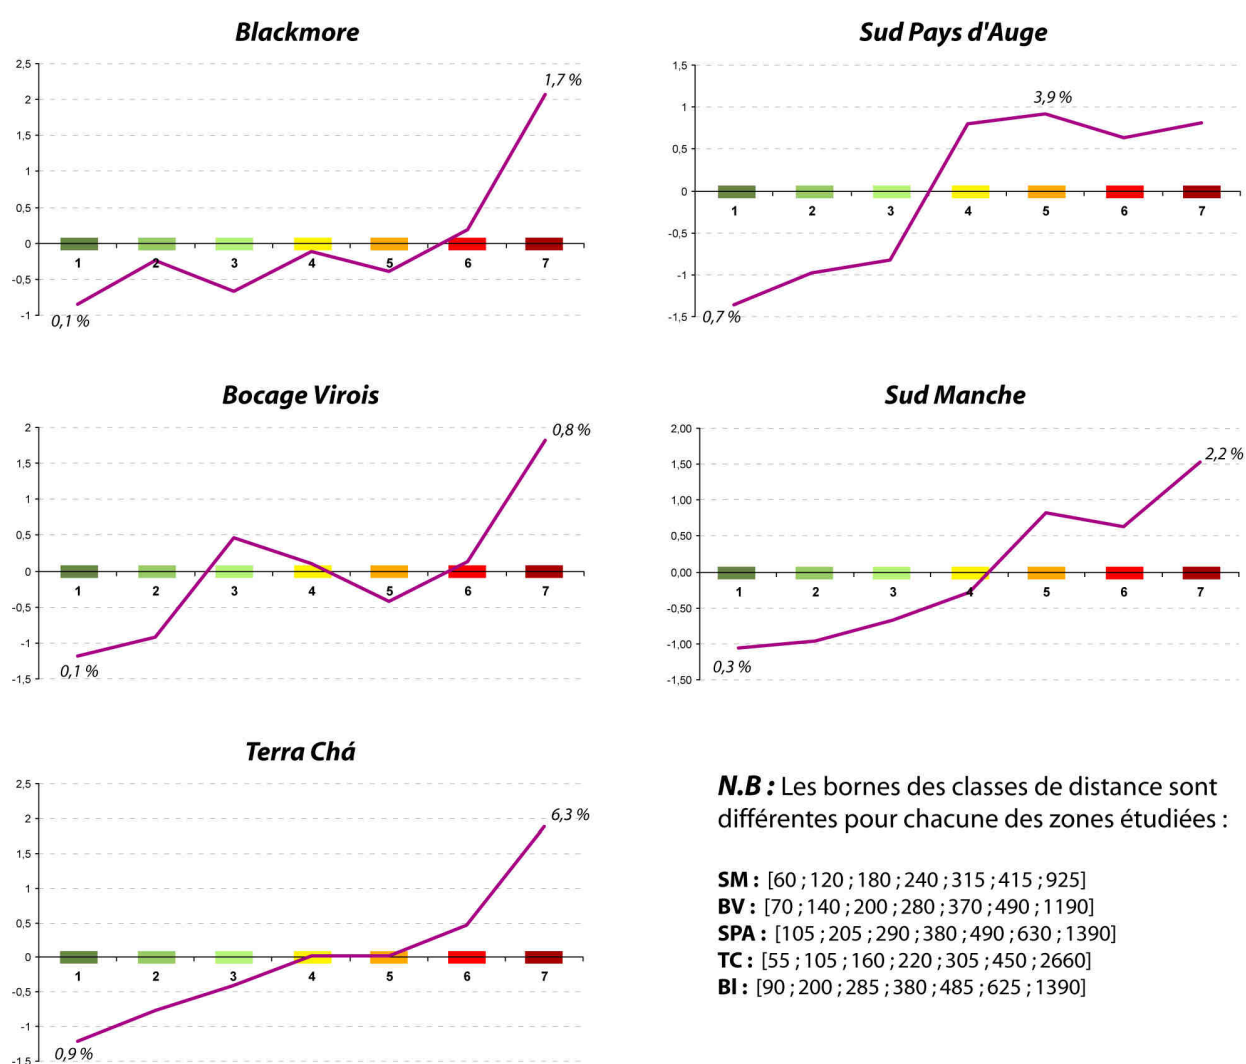 Blackmore
2,5
2
1,5
1
0,5
0
-0,5
-1
1 2 3 4 5 6 7
0,1 %
1,7 %
Sud Pays d'Auge
1,5
1
0,5
0
-0,5
-1
-1,5
1 2 3 4 5 6 7
0,7 %
3,9 %
Bocage Virois
2
1,5
1
0,5
0
-0,5
-1
-1,5
1 2 3 4 5 6 7
0,1 %
0,8 %
Sud Manche
2,00
1,50
1,00
0,50
0,00
-0,50
-1,00
-1,50
1 2 3 4 5 6 7
0,3 %
2,2 %
Terra Chá
2,5
2
1,5
1
0,5
0
-0,5
-1
-1,5
1 2 3 4 5 6 7
0,9 %
6,3 %
N.B : Les bornes des classes de distance sont
différentes pour chacune des zones étudiées :
SM : [60 ; 120 ; 180 ; 240 ; 315 ; 415 ; 925]
BV : [70 ; 140 ; 200 ; 280 ; 370 ; 490 ; 1190]
SPA : [105 ; 205 ; 290 ; 380 ; 490 ; 630 ; 1390]
TC : [55 ; 105 ; 160 ; 220 ; 305 ; 450 ; 2660]
Bl : [90 ; 200 ; 285 ; 380 ; 485 ; 625 ; 1390]